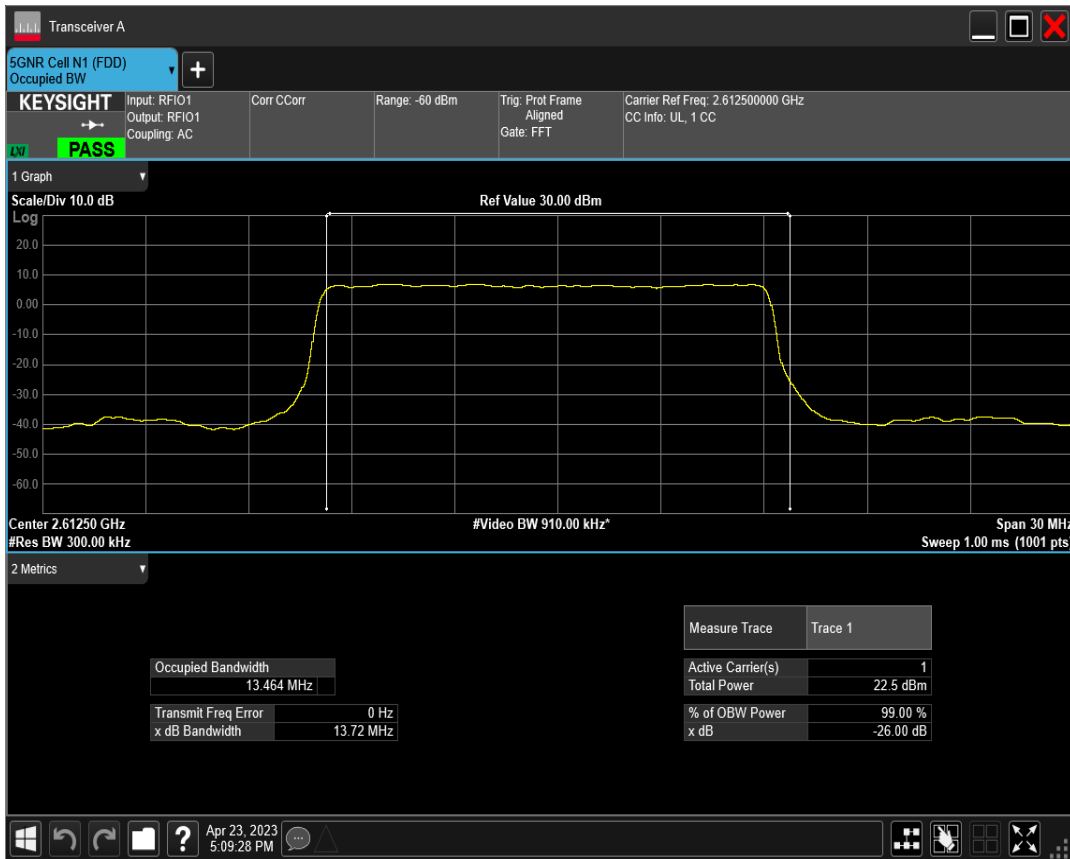 Transceiver A
5GNR Cell N1 (FDD)
Occupied BW
+
KEYSIGHT
Input: RFIO1
Output: RFIO1
Coupling: AC
Corr CCorr
Range: -60 dBm
Trig: Prot Frame
Aligned
Gate: FFT
Carrier Ref Freq: 2.612500000 GHz
CC Info: UL, 1 CC
LXI
PASS
1 Graph
Scale/Div 10.0 dB
Ref Value 30.00 dBm
Log
20.0
10.0
0.00
-10.0
-20.0
-30.0
-40.0
-50.0
-60.0
Center 2.61250 GHz
#Video BW 910.00 kHz*
Span 30 MHz
#Res BW 300.00 kHz
Sweep 1.00 ms (1001 pts)
2 Metrics
Measure Trace
Trace 1
Occupied Bandwidth
13.464 MHz
Active Carrier(s)
1
Total Power
22.5 dBm
Transmit Freq Error
0 Hz
x dB Bandwidth
13.72 MHz
% of OBW Power
99.00 %
x dB
-26.00 dB
?
Apr 23, 2023
5:09:28 PM